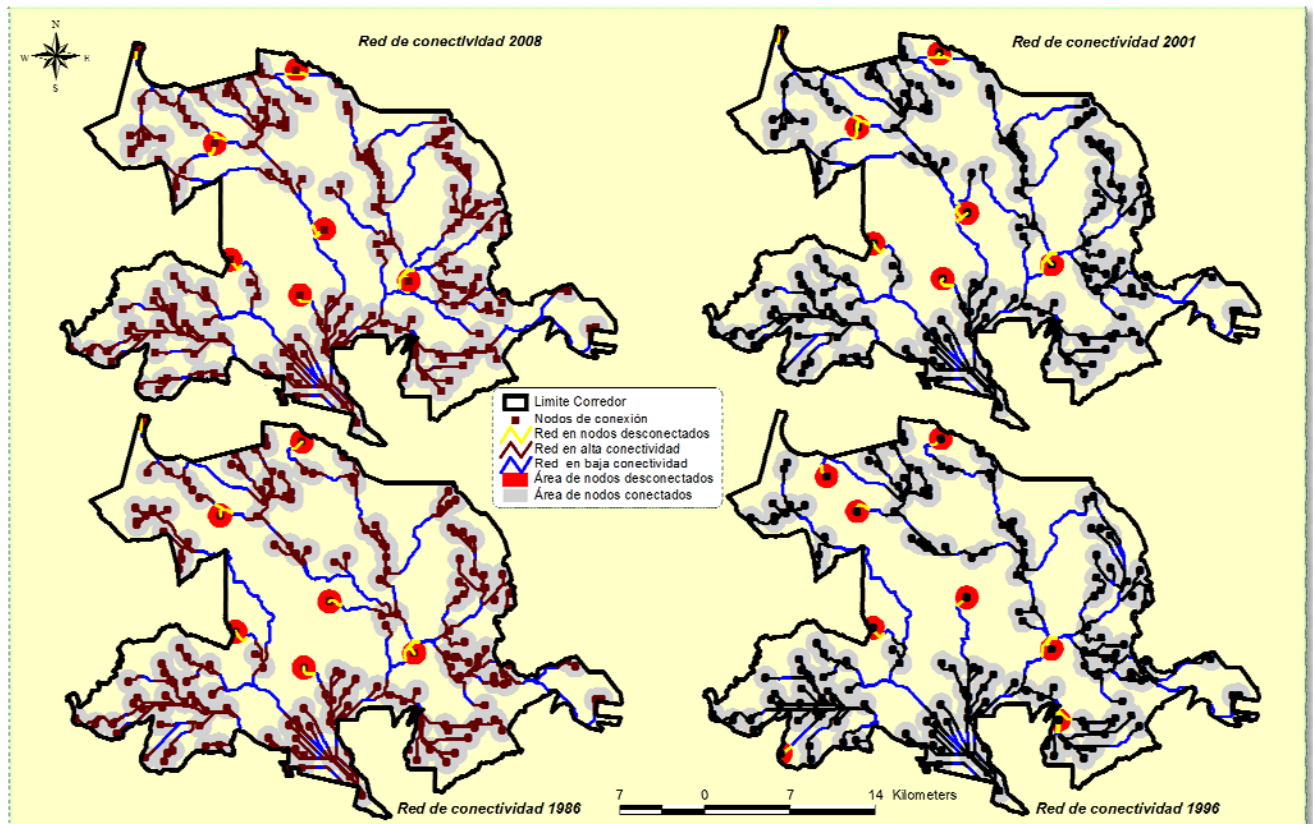 N
W E
S
Red de conectividad 2008
Red de conectividad 2001
Limite Corredor
Nodos de conexión
Red en nodos desconectados
Red en alta conectividad
Red en baja conectividad
Área de nodos desconectados
Área de nodos conectados
Red de conectividad 1986
7 0 7 14 Kilometers
Red de conectividad 1996